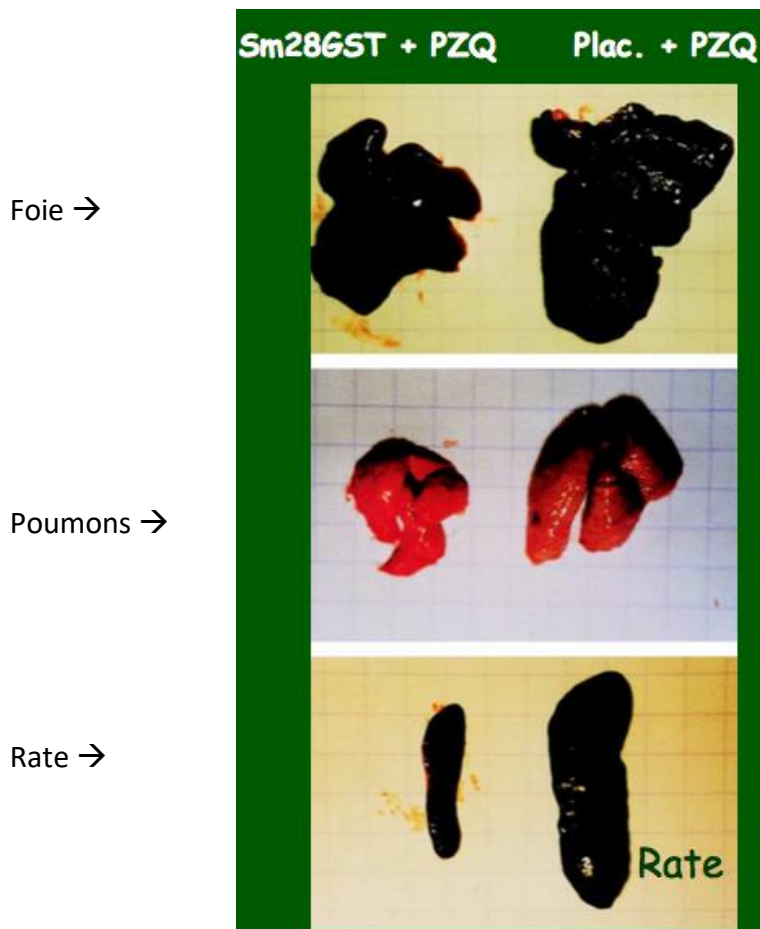 Sm28GST + PZQ Plac. + PZQ
Foie →
Poumons →
Rate →
Rate